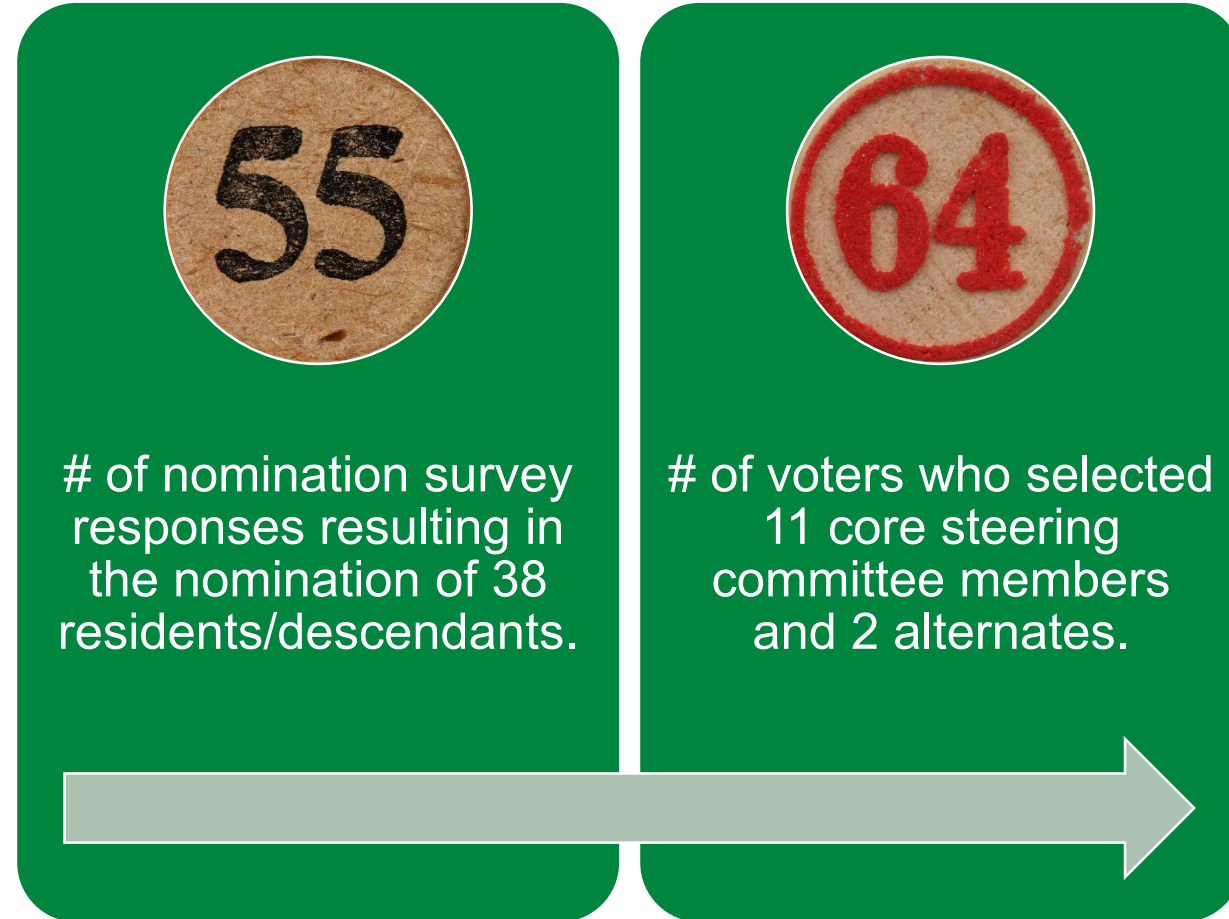 55
# of nomination survey
responses resulting in
the nomination of 38
residents/descendants.
64
# of voters who selected
11 core steering
committee members
and 2 alternates.